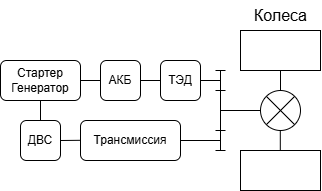 Колеса
Стартер
Генератор
АКБ
ТЭД
ДВС
Трансмиссия